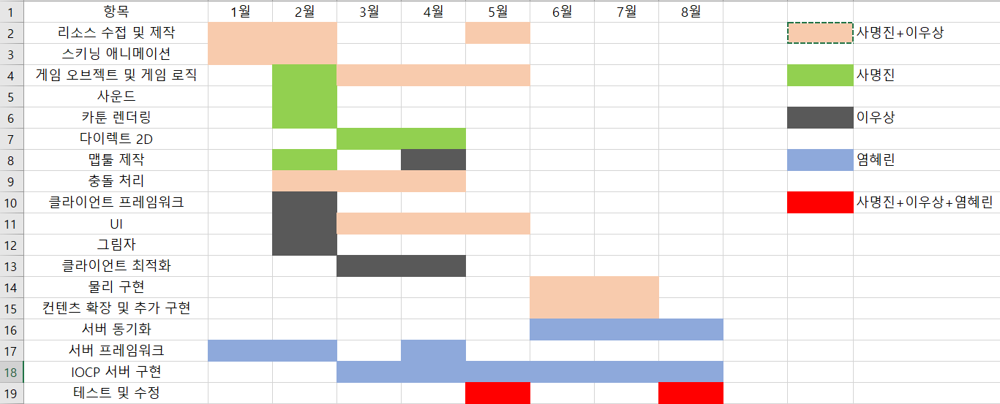 1 항목 1월 2월 3월 4월 5월 6월 7월 8월
2 리소스 수접 및 제작 사명진+이우상
3 스키닝 애니메이션
4 게임 오브젝트 및 게임 로직 사명진
5 사운드
6 카툰 렌더링 이우상
7 다이렉트 2D
8 맵툴 제작 염혜린
9 충돌 처리
10 클라이언트 프레임워크 사명진+이우상+염혜린
11 UI
12 그림자
13 클라이언트 최적화
14 물리 구현
15 컨텐츠 확장 및 추가 구현
16 서버 동기화
17 서버 프레임워크
18 IOCP 서버 구현
19 테스트 및 수정